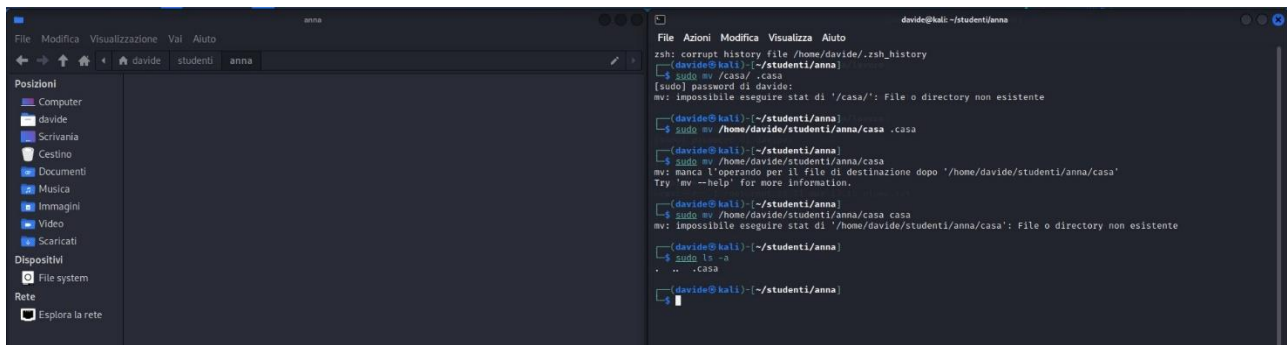 anna
File Modifica Visualizzazione Vai Aiuto
davide studenti anna
Posizioni
Computer
davide
Scrivania
Cestino
Documenti
Musica
Immagini
Video
Scaricati
Dispositivi
File system
Rete
Esplora la rete
davide@kali: ~/studenti/anna
File Azioni Modifica Visualizza Aiuto
zsh: corrupt history file /home/davide/.zsh_history
(davide㉿kali)-[~/studenti/anna]
$ sudo mv /casa/ .casa
[sudo] password di davide:
mv: impossibile eseguire stat di '/casa/': File o directory non esistente
(davide㉿kali)-[~/studenti/anna]
$ sudo mv /home/davide/studenti/anna/casa .casa
(davide㉿kali)-[~/studenti/anna]
$ sudo mv /home/davide/studenti/anna/casa
mv: manca l'operando per il file di destinazione dopo '/home/davide/studenti/anna/casa'
Try 'mv --help' for more information.
(davide㉿kali)-[~/studenti/anna]
$ sudo mv /home/davide/studenti/anna/casa casa
mv: impossibile eseguire stat di '/home/davide/studenti/anna/casa': File o directory non esistente
(davide㉿kali)-[~/studenti/anna]
$ sudo ls -a
. .. .casa
(davide㉿kali)-[~/studenti/anna]
$